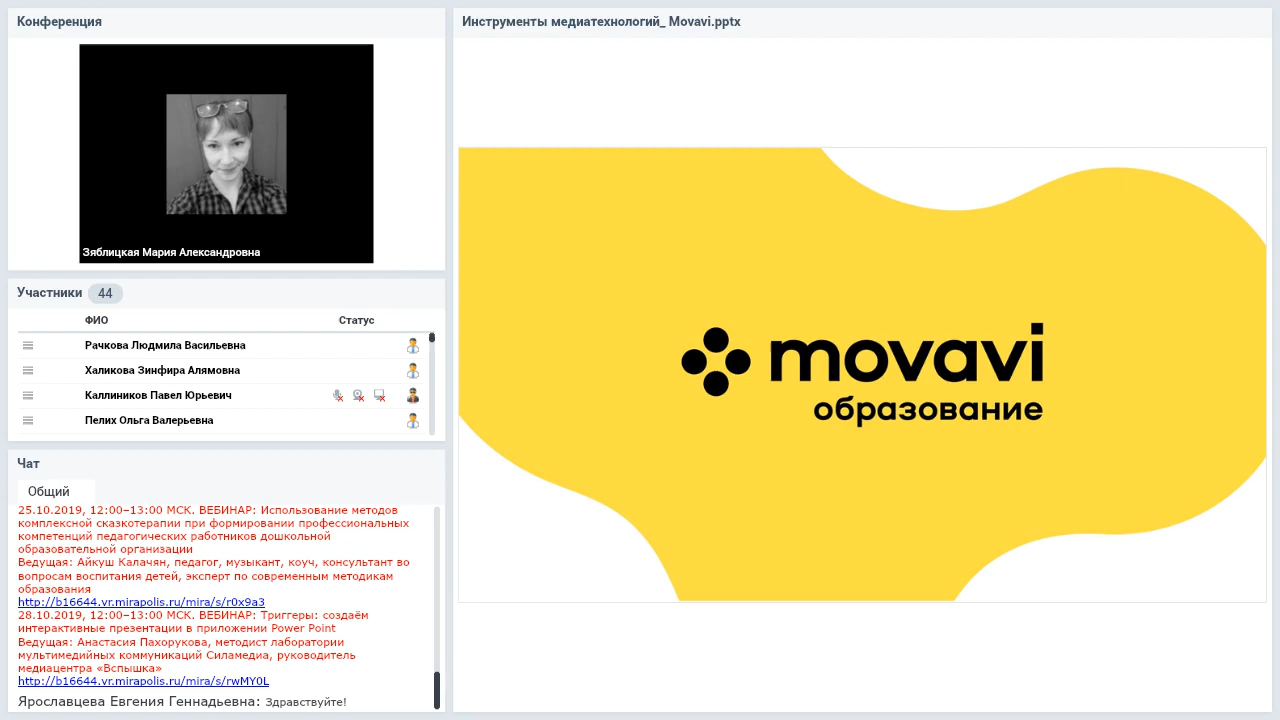 Конференция
Зяблицкая Мария Александровна
Участники 44
ФИО Статус
Рачкова Людмила Васильевна
Халикова Зинфира Алямовна
Каллиников Павел Юрьевич
Пелих Ольга Валерьевна
Чат
Общий
25.10.2019, 12:00–13:00 МСК. ВЕБИНАР: Использование методов
комплексной сказкотерапии при формировании профессиональных
компетенций педагогических работников дошкольной
образовательной организации
Ведущая: Айкуш Калачян, педагог, музыкант, коуч, консультант во
вопросам воспитания детей, эксперт по современным методикам
образования
http://b16644.vr.mirapolis.ru/mira/s/r0x9a3
28.10.2019, 12:00–13:00 МСК. ВЕБИНАР: Триггеры: создаём
интерактивные презентации в приложении Power Point
Ведущая: Анастасия Пахорукова, методист лаборатории
мультемедийных коммуникаций Силамедиа, руководитель
медиацентра «Вспышка»
http://b16644.vr.mirapolis.ru/mira/s/rwMY0L
Ярославцева Евгения Геннадьевна: Здравствуйте!
Инструменты медиатехнологий_ Movavi.pptx
movavi
образование